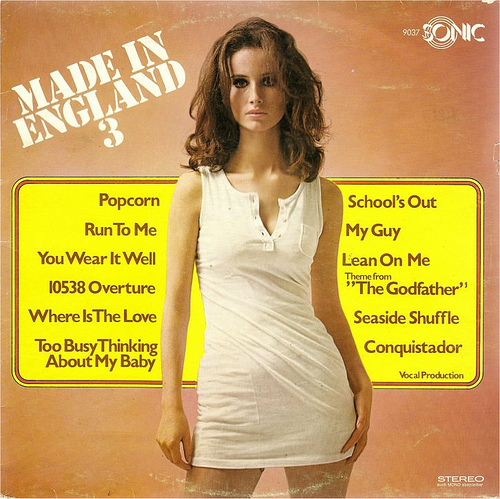 9037 SONIC
MADE IN
ENGLAND
3
Popcorn
Run To Me
You Wear It Well
10538 Overture
Where Is The Love
Too Busy Thinking
About My Baby
School's Out
My Guy
Lean On Me
Theme from
"The Godfather"
Seaside Shuffle
Conquistador
Vocal Production
STEREO